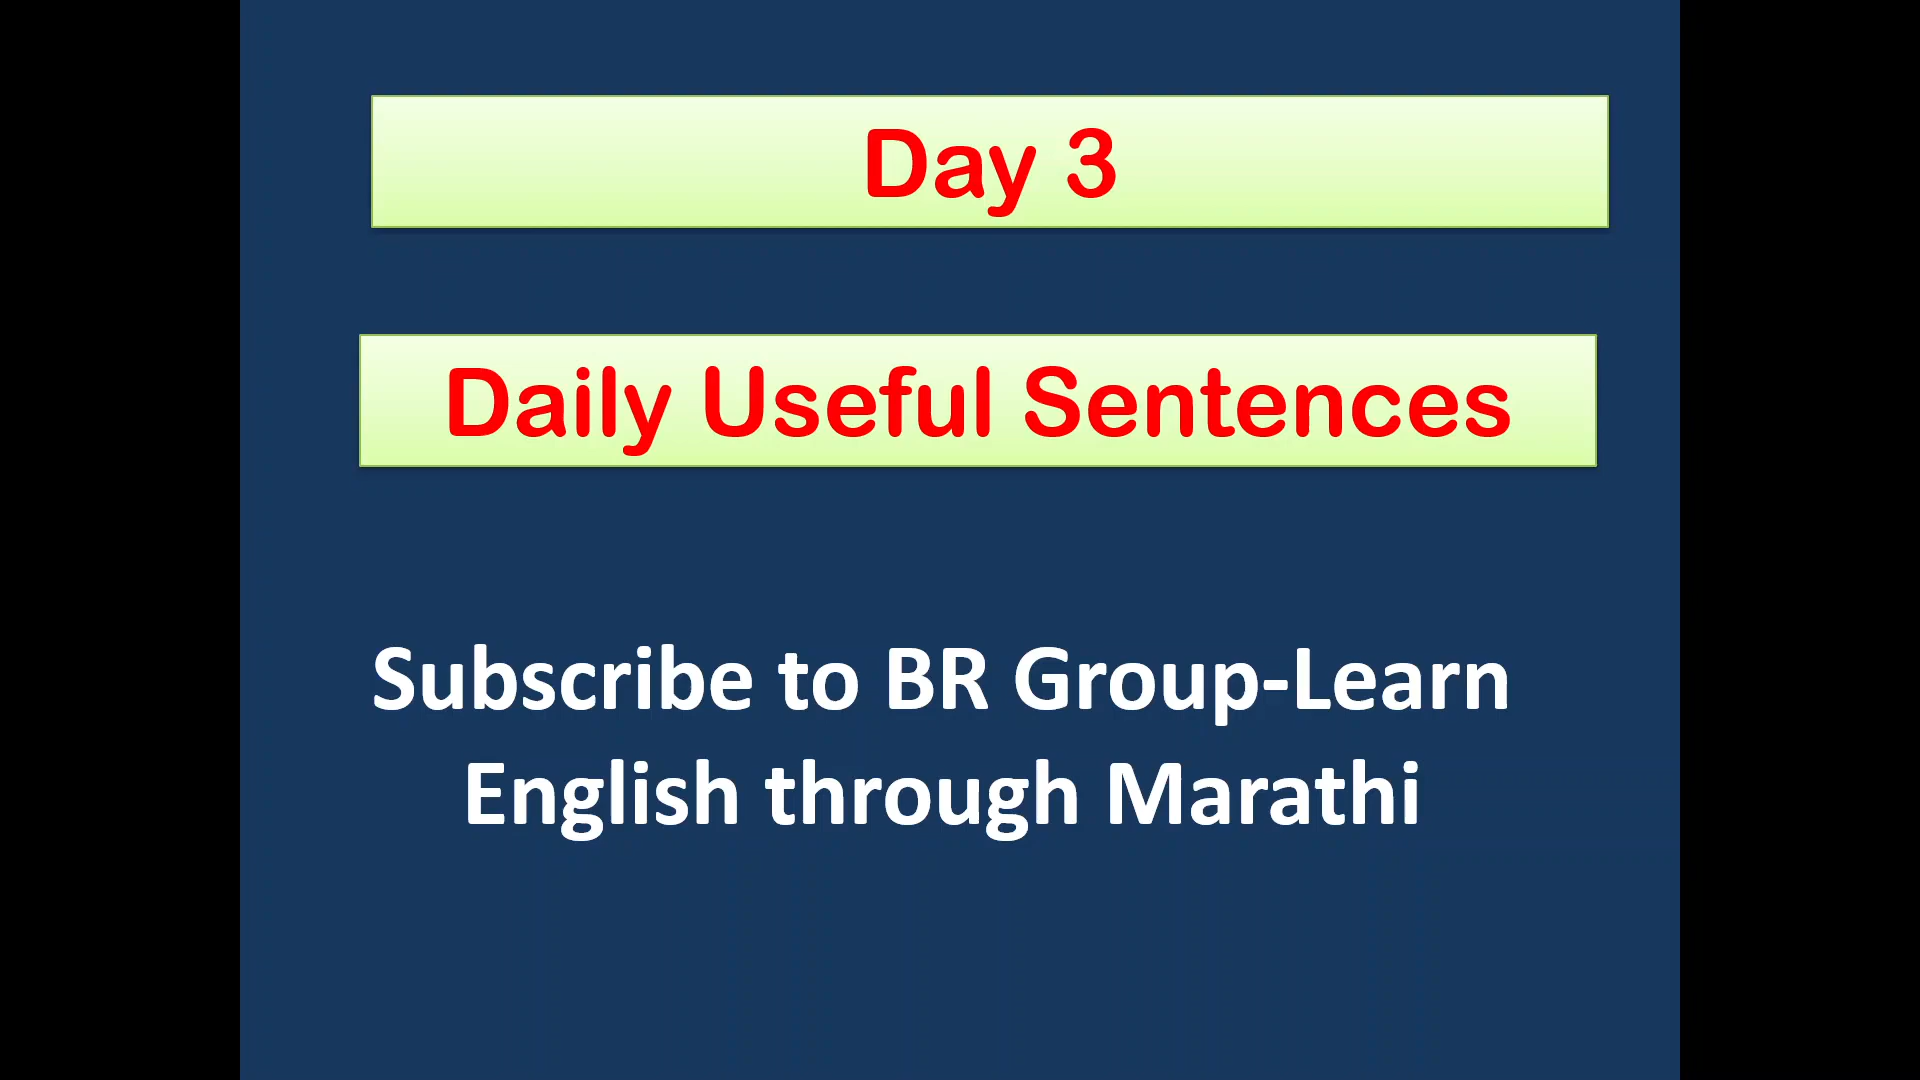 Day 3
Daily Useful Sentences
Subscribe to BR Group-Learn
English through Marathi